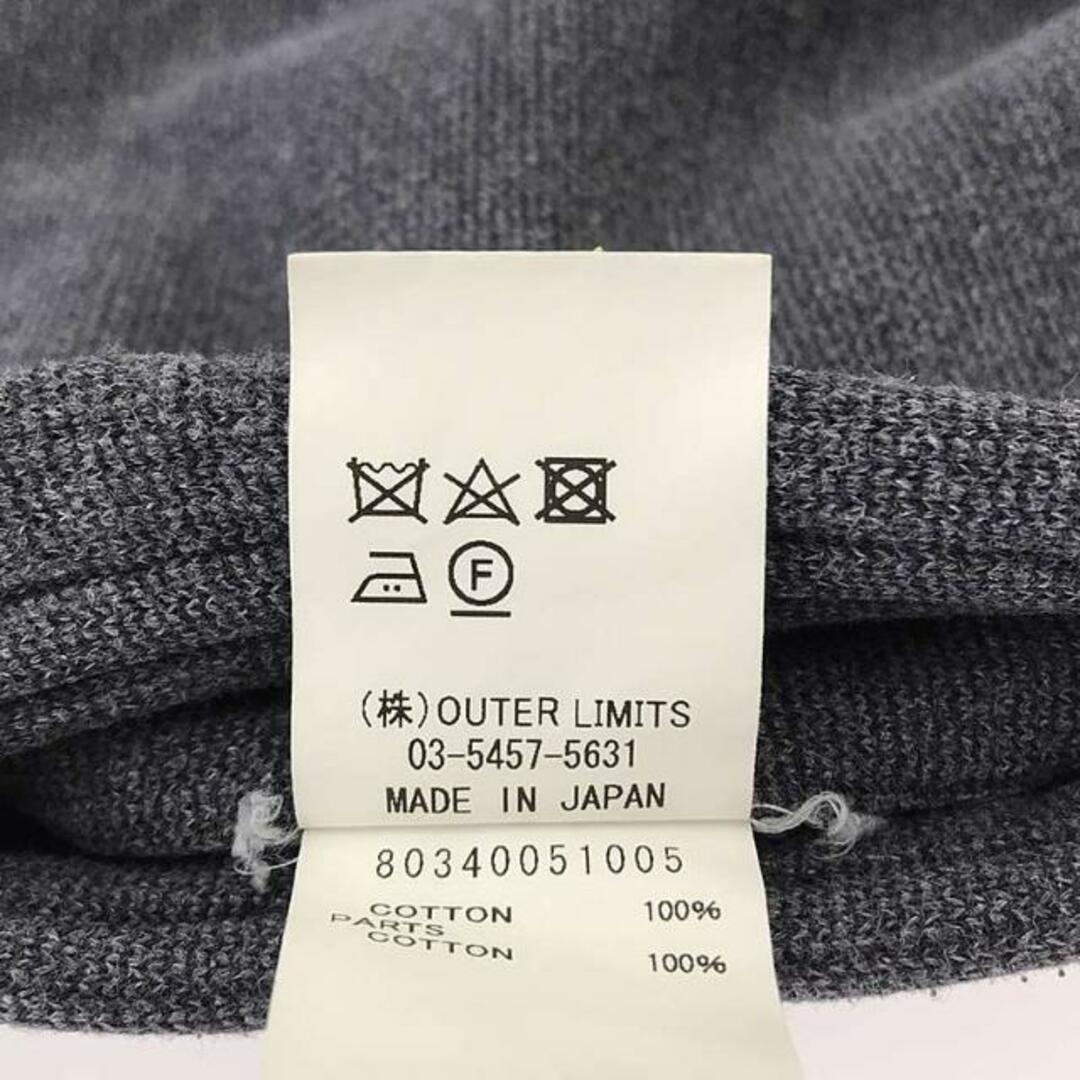 F
(株)OUTER LIMITS
03-5457-5631
MADE IN JAPAN
80340051005
COTTON 100%
PARTS
COTTON 100%